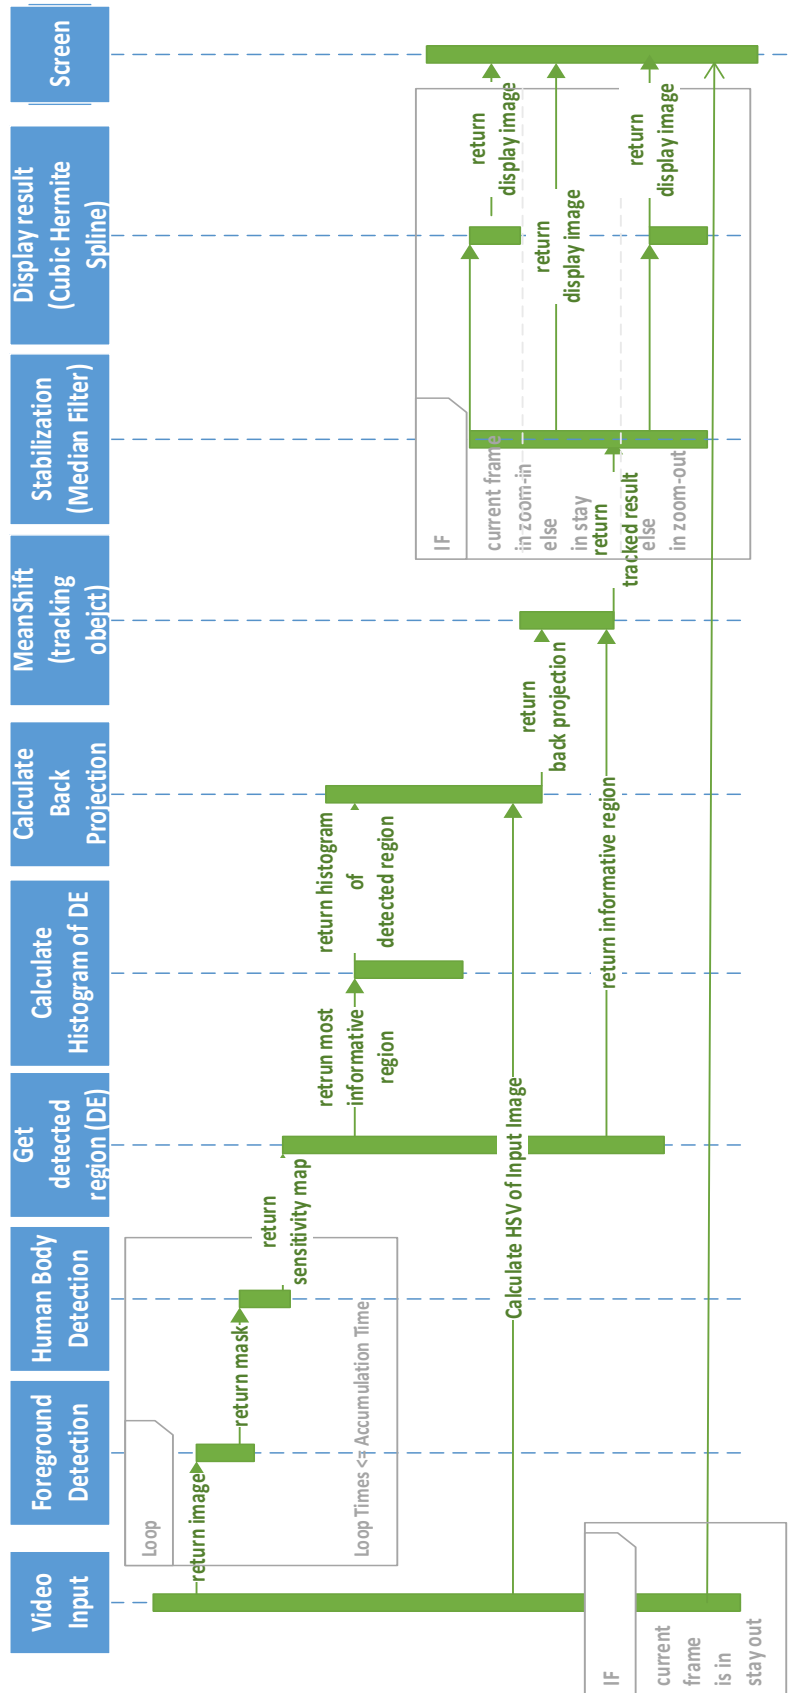 Video
Input
Foreground
Detection
Human Body
Detection
Get
detected
region (DE)
Calculate
Histogram of DE
Calculate
Back
Projection
MeanShift
(tracking
obejct)
Stabilization
(Median Filter)
Display result
(Cubic Hermite
Spline)
Screen
Loop
return image
return mask
return
sensitivity map
Loop Times <= Accumulation Time
retrun most
informative
region
return histogram
of
detected region
Calculate HSV of Input Image
return
back projection
return informative region
return
tracked result
IF
current frame
in zoom-in
else
in stay
else
in zoom-out
return
display image
return
display image
return
display image
IF
current
frame
is in
stay out